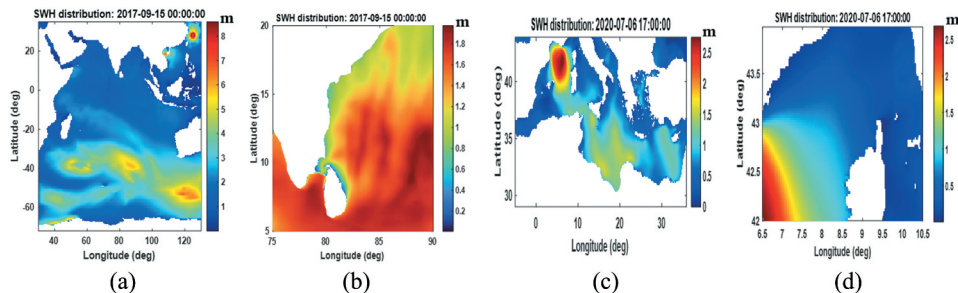 SWH distribution: 2017-09-15 00:00:00
m
Latitude (deg)
20
0
-20
-40
-60
40 60 80 100 120
Longitude (deg)
8
7
6
5
4
3
2
1
(a)
SWH distribution: 2017-09-15 00:00:00
m
Latitude (deg)
20
15
10
5
75 80 85 90
Longitude (deg)
1.8
1.6
1.4
1.2
1
0.8
0.6
0.4
0.2
(b)
SWH distribution: 2020-07-06 17:00:00
m
Latitude (deg)
40
35
30
0 10 20 30
Longitude (deg)
2.5
2
1.5
1
0.5
0
(c)
SWH distribution: 2020-07-06 17:00:00
m
Latitude (deg)
43.5
43
42.5
42
6.5 7 7.5 8 8.5 9 9.5 10 10.5
Longitude (deg)
2.5
2
1.5
1
0.5
0
(d)